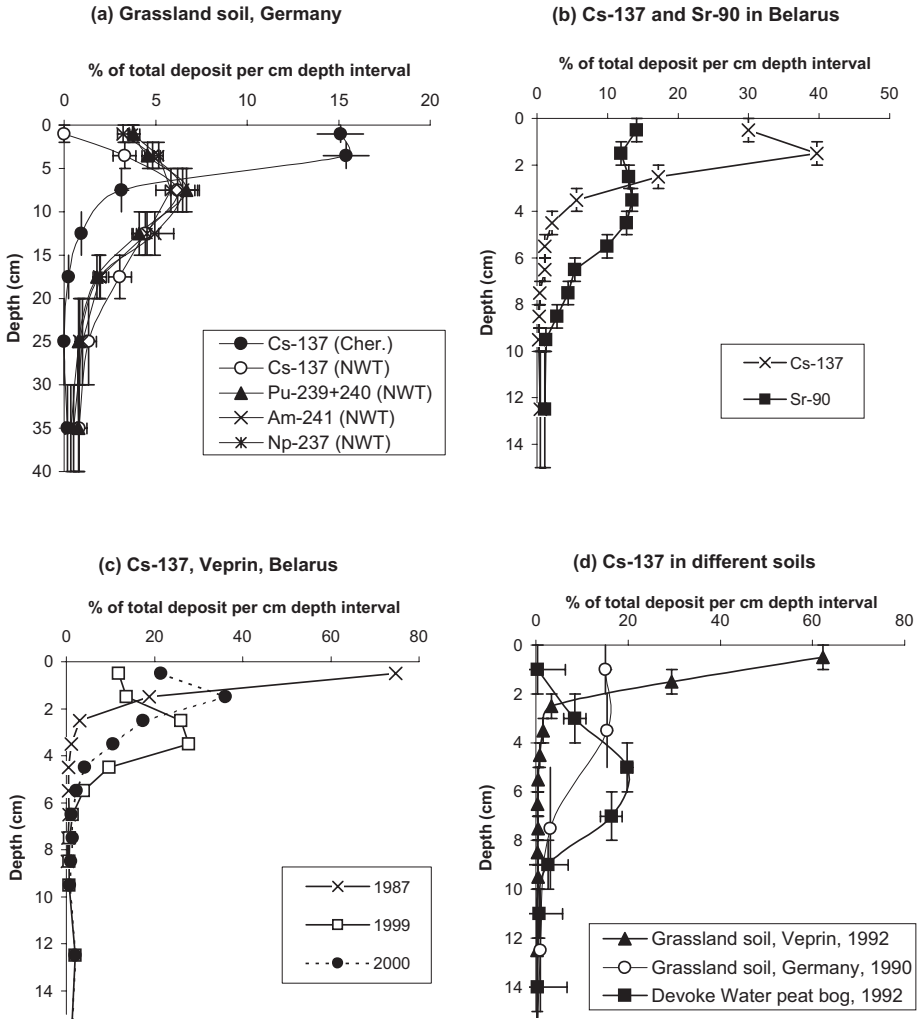 (a) Grassland soil, Germany
% of total deposit per cm depth interval
0 5 10 15 20
0
5
10
15
20
25
30
35
40
Depth (cm)
Cs-137 (Cher.)
Cs-137 (NWT)
Pu-239+240 (NWT)
Am-241 (NWT)
Np-237 (NWT)
(b) Cs-137 and Sr-90 in Belarus
% of total deposit per cm depth interval
0 10 20 30 40 50
0
2
4
6
8
10
12
14
Depth (cm)
Cs-137
Sr-90
(c) Cs-137, Veprin, Belarus
% of total deposit per cm depth interval
0 20 40 60 80
0
2
4
6
8
10
12
14
Depth (cm)
1987
1999
2000
(d) Cs-137 in different soils
% of total deposit per cm depth interval
0 20 40 60 80
0
2
4
6
8
10
12
14
Depth (cm)
Grassland soil, Veprin, 1992
Grassland soil, Germany, 1990
Devoke Water peat bog, 1992